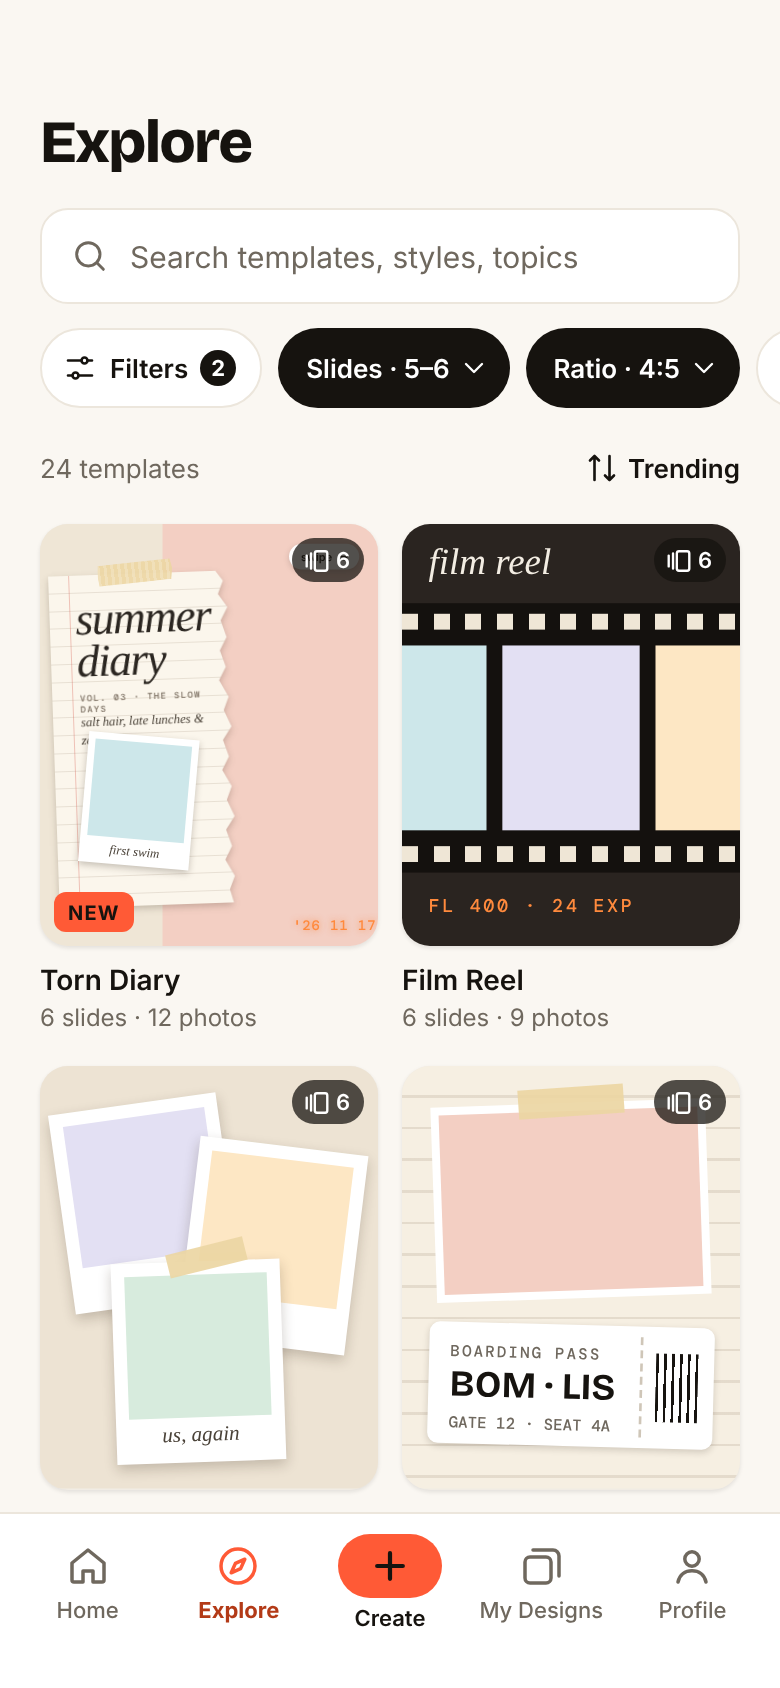 Explore
Search templates, styles, topics
Filters 2
Slides · 5–6
Ratio · 4:5
24 templates
Trending
6
summer
diary
VOL. 03 · THE SLOW
DAYS
salt hair, late lunches &
first swim
NEW
'26 11 17
film reel
6
FL 400 · 24 EXP
Torn Diary
6 slides · 12 photos
Film Reel
6 slides · 9 photos
6
us, again
6
BOARDING PASS
BOM · LIS
GATE 12 · SEAT 4A
Home
Explore
Create
My Designs
Profile